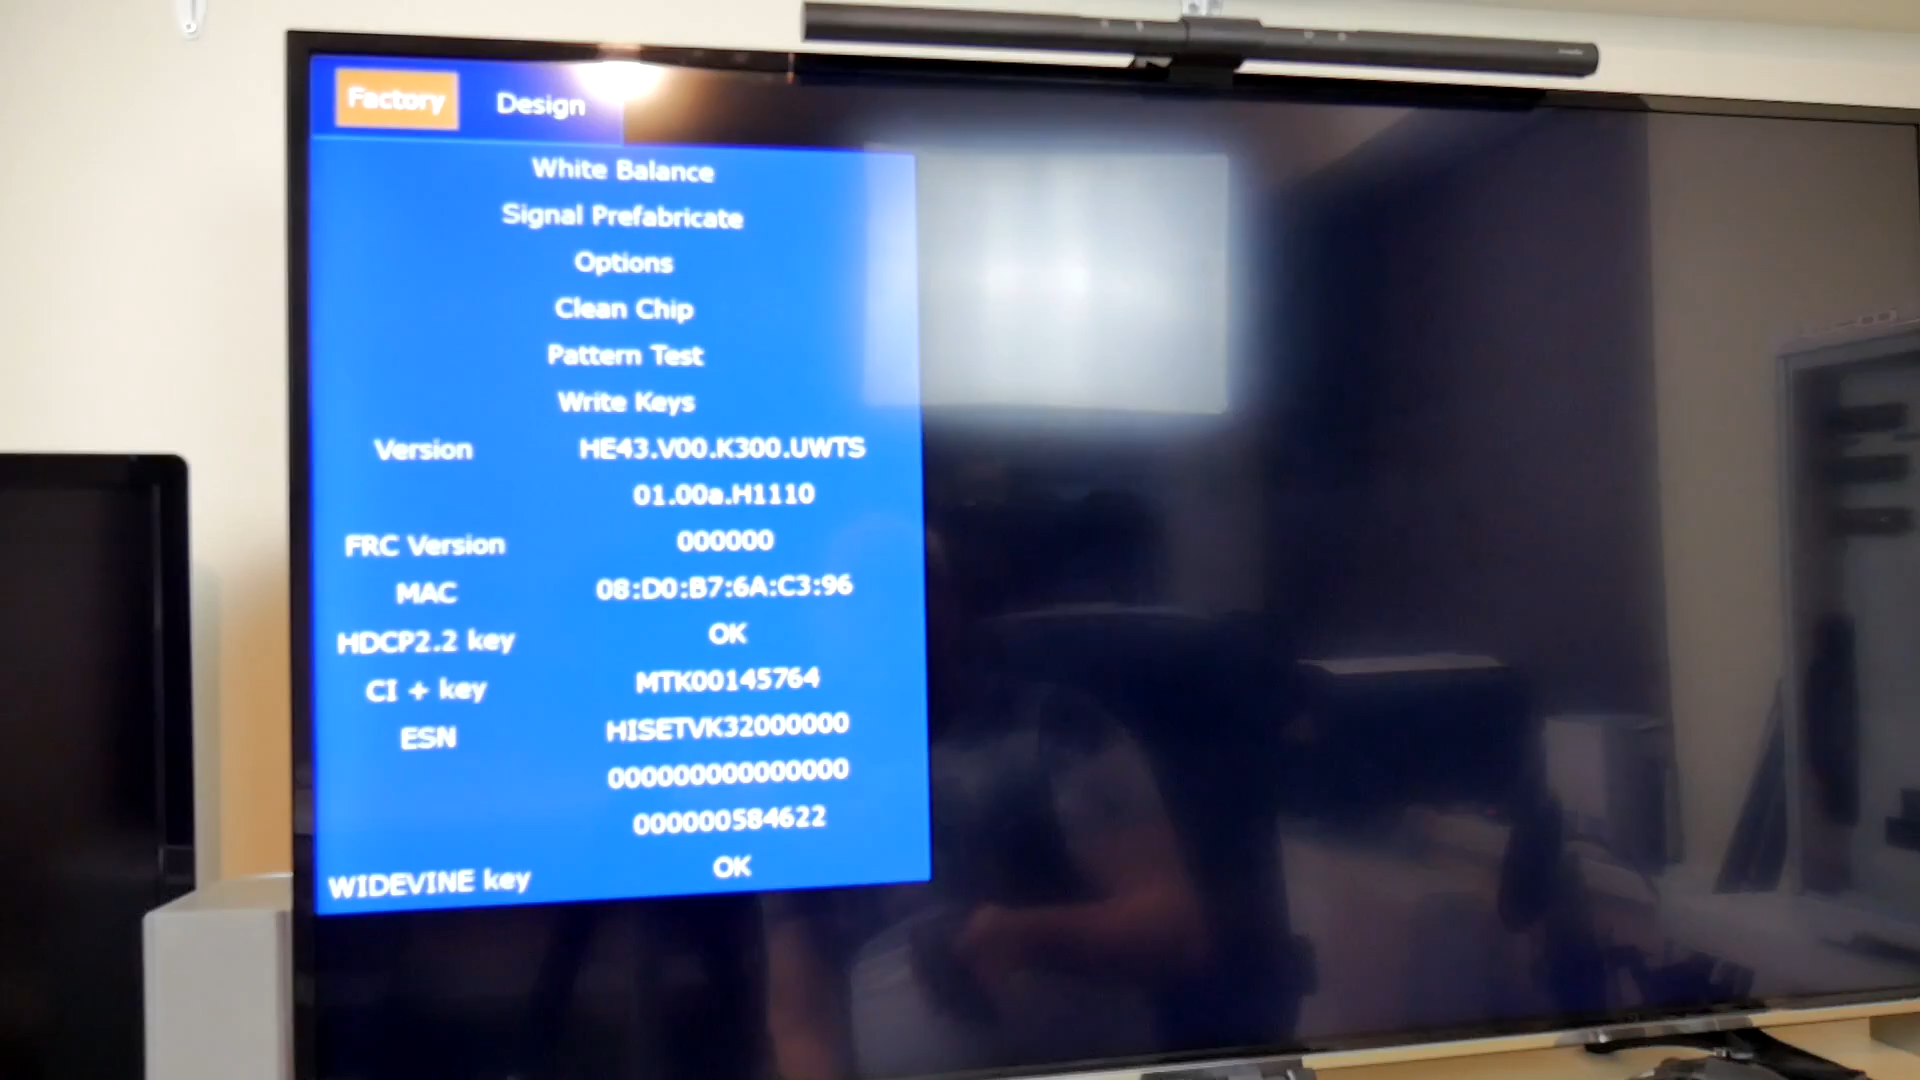 Factory Design
White Balance
Signal Prefabricate
Options
Clean Chip
Pattern Test
Write Keys
Version HE43.V00.K300.UWTS
01.00a.H1110
FRC Version 000000
MAC 08:D0:B7:6A:C3:96
HDCP2.2 key OK
CI + key MTK00145764
ESN HISETVK32000000
000000000000000
000000584622
WIDEVINE key OK